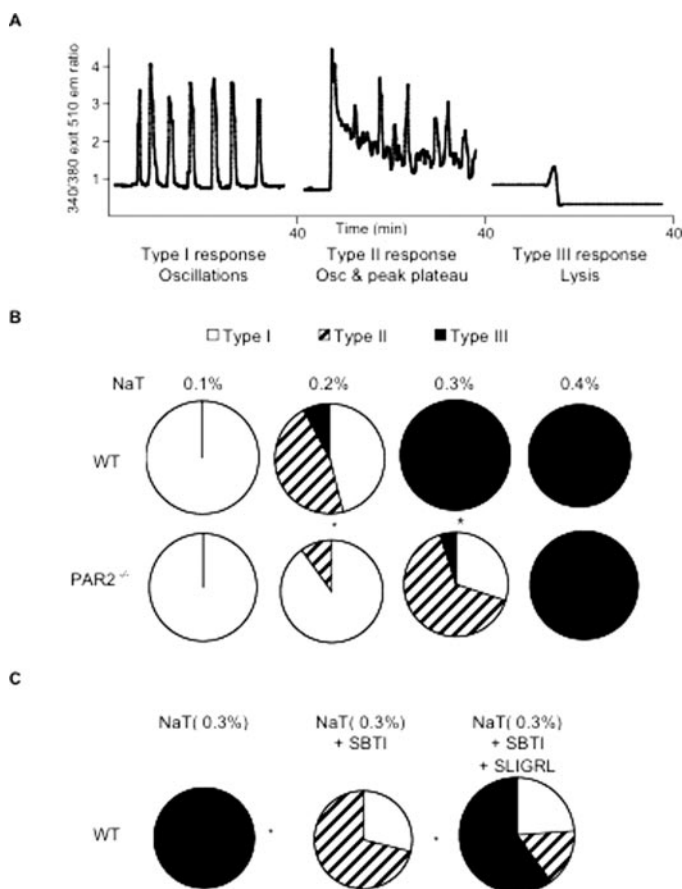 A
340/380 exit 510 em ratio
4
3
2
1
40
Time (min)
40
40
Type I response
Oscillations
Type II response
Osc & peak plateau
Type III response
Lysis
B
Type I Type II Type III
NaT 0.1% 0.2% 0.3% 0.4%
WT
* *
PAR2 -/-
C
NaT( 0.3%)
NaT( 0.3%)
+ SBTI
NaT( 0.3%)
+ SBTI
+ SLIGRL
WT
* *